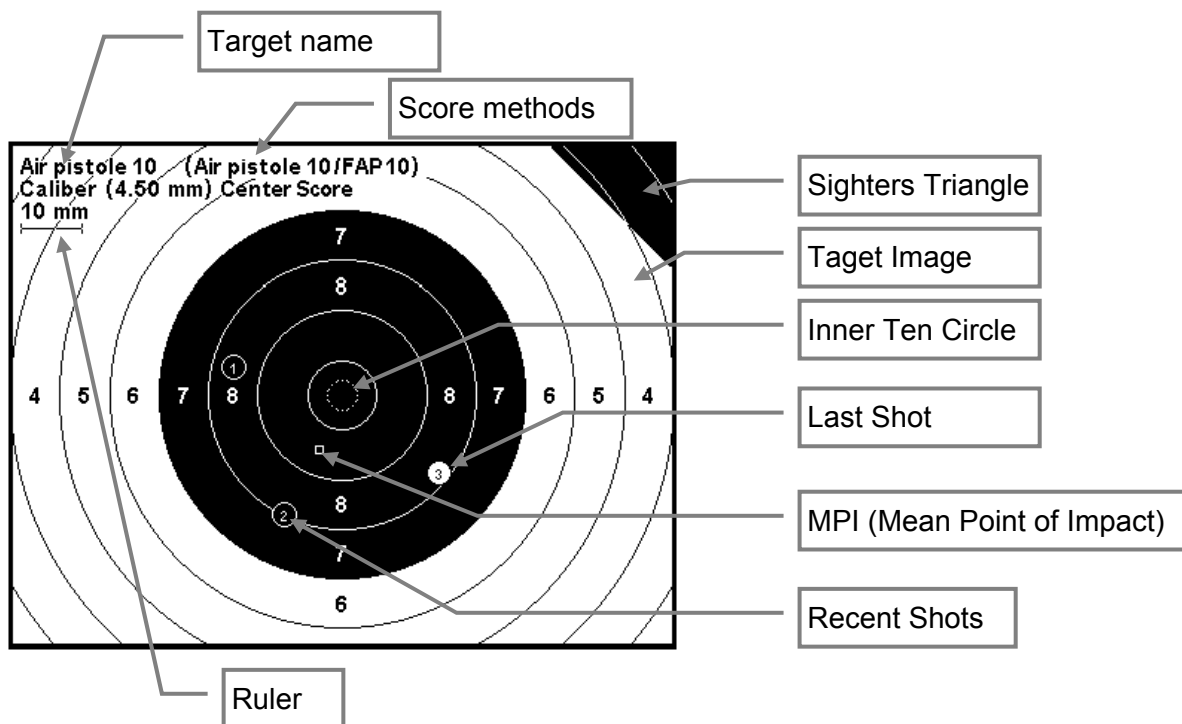 Target name
Score methods
Air pistole 10 (Air pistole 10/FAP10)
Caliber (4.50 mm) Center Score
10 mm
Sighters Triangle
Taget Image
Inner Ten Circle
Last Shot
MPI (Mean Point of Impact)
Recent Shots
Ruler
7
8
1
4 5 6 7 8 8 7 6 5 4
3
8
2
7
6